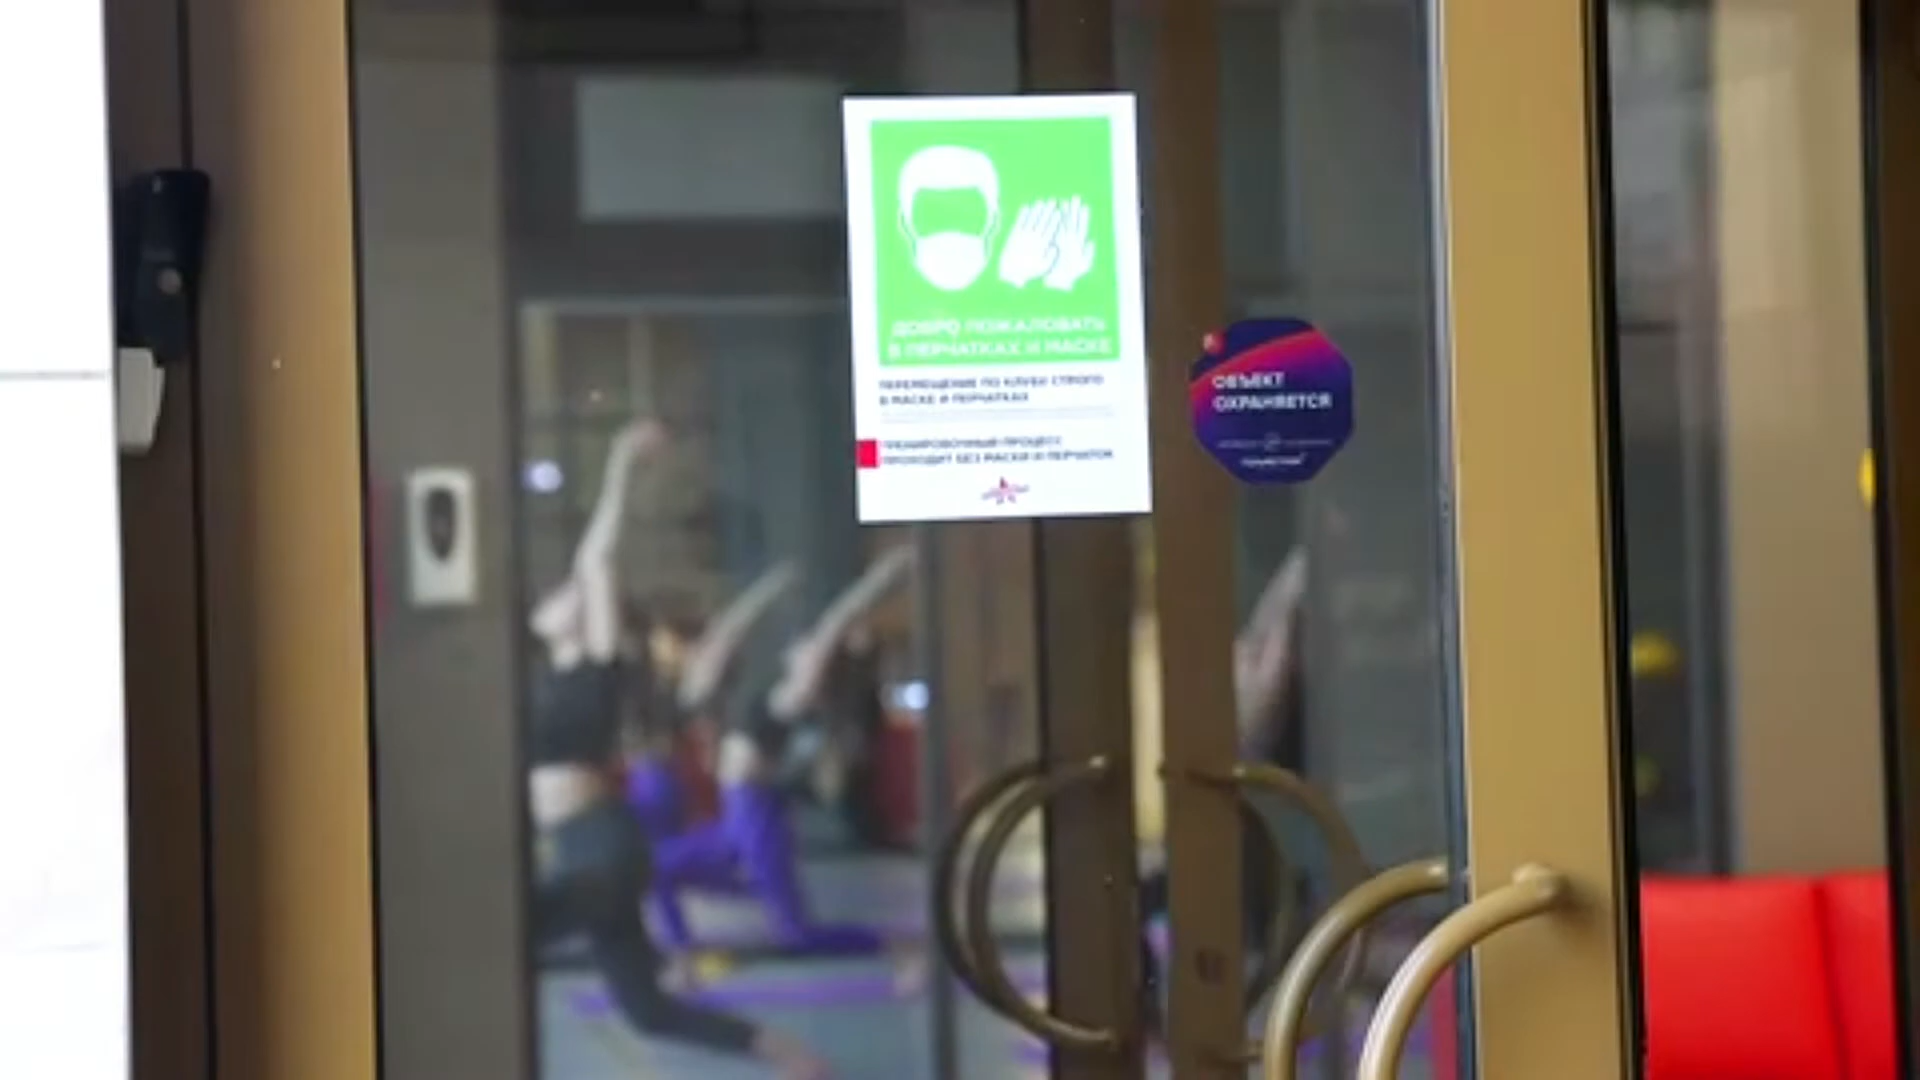 ДОБРО ПОЖАЛОВАТЬ
В ПЕРЧАТКАХ И МАСКЕ
ПЕРЕМЕЩЕНИЕ ПО КЛУБУ СТРОГО
В МАСКЕ И ПЕРЧАТКАХ
ТРЕНИРОВОЧНЫЙ ПРОЦЕСС
ПРОХОДИТ БЕЗ МАСКИ И ПЕРЧАТОК
ОБЪЕКТ
ОХРАНЯЕТСЯ